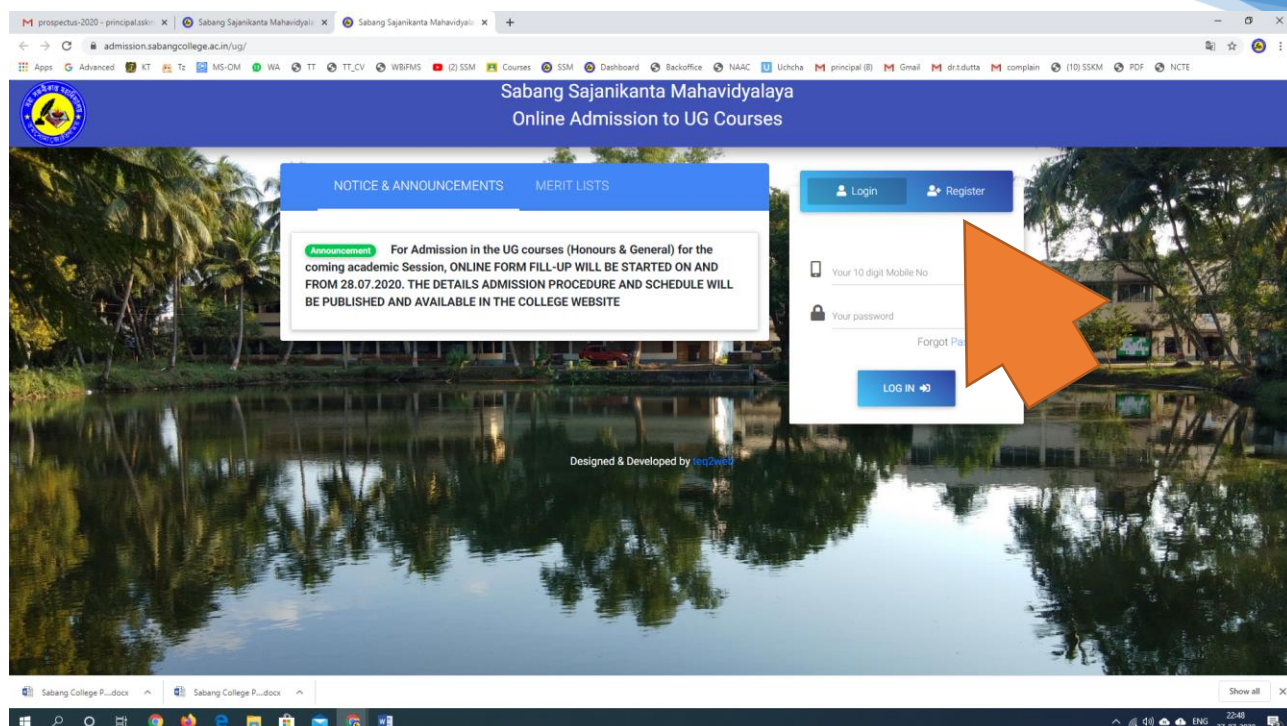 prospectus-2020 - principal.sskm
Sabang Sajanikanta Mahavidyala
Sabang Sajanikanta Mahavidyala
admission.sabangcollege.ac.in/ug/
Apps Advanced KT Tz MS-OM WA TT TT_CV WBiFMS (2) SSM Courses SSM Dashboard Backoffice NAAC Uchcha principal (8) Gmail dr.t.dutta complain (10) SSKM PDF NCTE
Sabang Sajanikanta Mahavidyalaya
Online Admission to UG Courses
NOTICE & ANNOUNCEMENTS MERIT LISTS
Announcement For Admission in the UG courses (Honours & General) for the
coming academic Session, ONLINE FORM FILL-UP WILL BE STARTED ON AND
FROM 28.07.2020. THE DETAILS ADMISSION PROCEDURE AND SCHEDULE WILL
BE PUBLISHED AND AVAILABLE IN THE COLLEGE WEBSITE
Login Register
Your 10 digit Mobile No
Your password
Forgot
LOG IN
Designed & Developed by teq2web
Sabang College P....docx
Sabang College P....docx
Show all
ENG
22:48